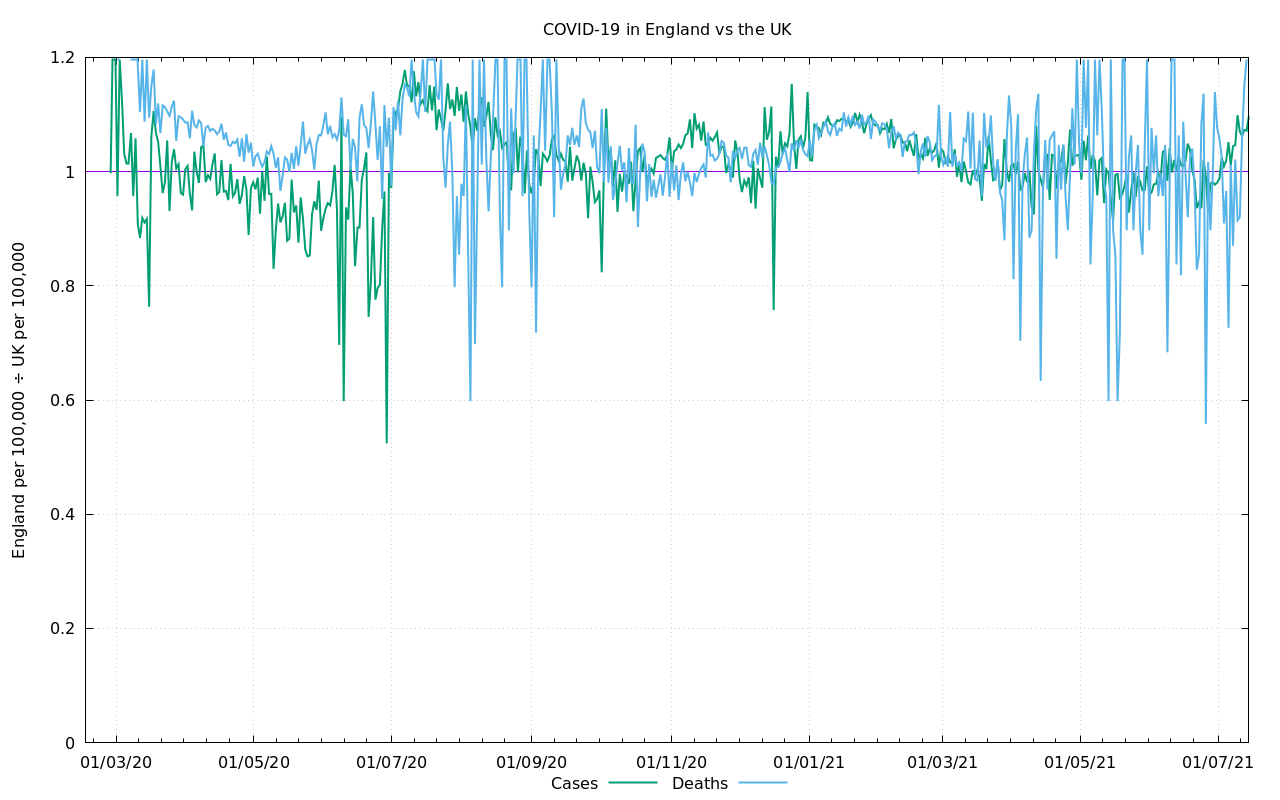 COVID-19 in England vs the UK
England per 100,000 ÷ UK per 100,000
1.2
1
0.8
0.6
0.4
0.2
0
01/03/20 01/05/20 01/07/20 01/09/20 01/11/20 01/01/21 01/03/21 01/05/21 01/07/21
Cases Deaths